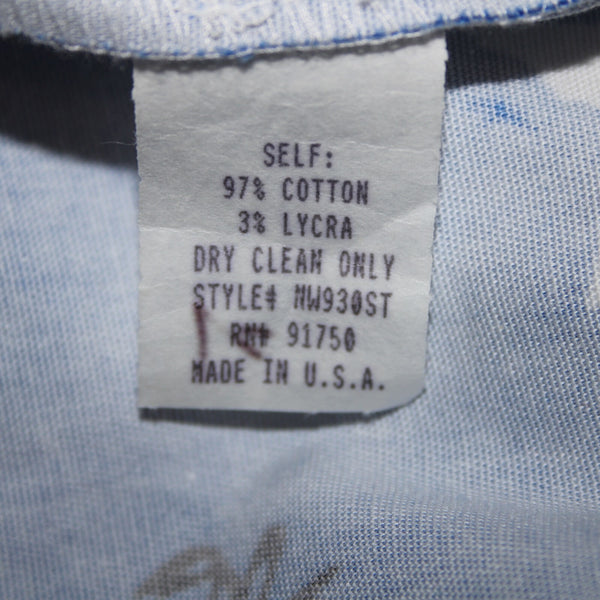 SELF:
97% COTTON
3% LYCRA
DRY CLEAN ONLY
STYLE# NW930ST
RN# 91750
MADE IN U.S.A.